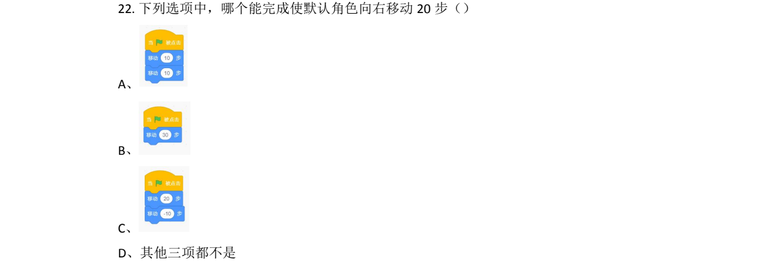 22. 下列选项中，哪个能完成使默认角色向右移动 20 步（）
当 被点击
移动 10 步
移动 10 步
A、
当 被点击
移动 30 步
B、
当 被点击
移动 20 步
移动 -10 步
C、
D、其他三项都不是